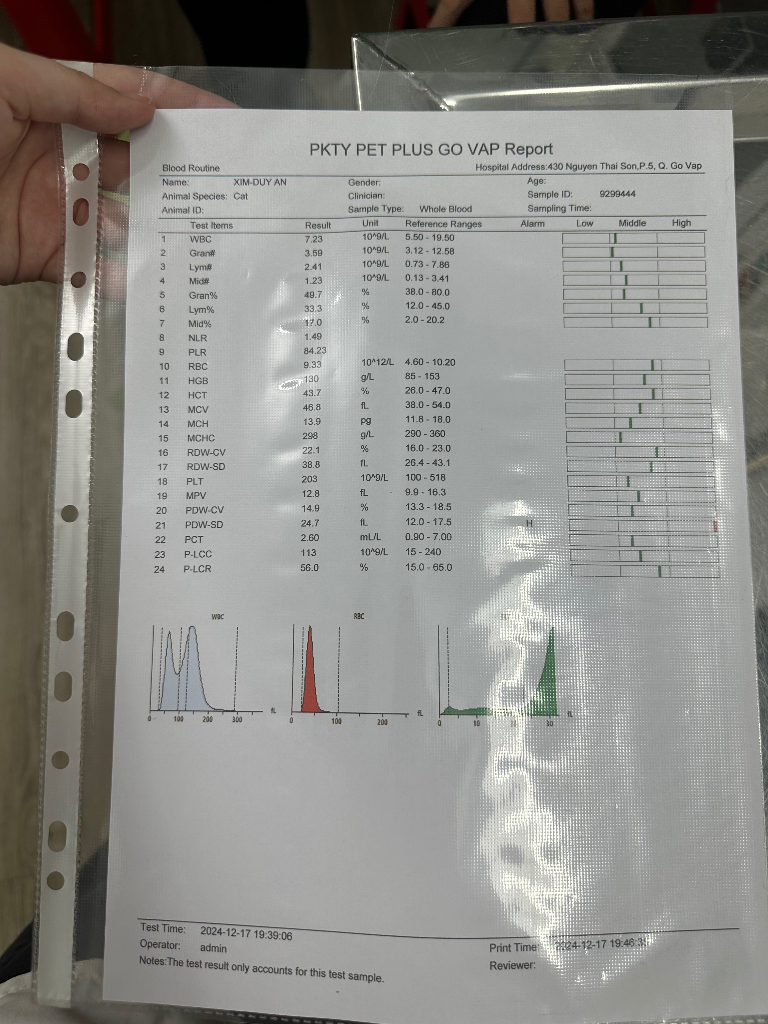 PKTY PET PLUS GO VAP Report
Blood Routine Hospital Address:430 Nguyen Thai Son,P.5, Q. Go Vap
Name: XIM-DUY AN Gender: Age:
Animal Species: Cat Clinician: Sample ID: 9299444
Animal ID: Sample Type: Whole Blood Sampling Time:
Test Items Result Unit Reference Ranges Alarm Low Middle High
1 WBC 7.23 10^9/L 5.50 - 19.50
2 Gran# 3.59 10^9/L 3.12 - 12.58
3 Lym# 2.41 10^9/L 0.73 - 7.86
4 Mid# 1.23 10^9/L 0.13 - 3.41
5 Gran% 49.7 % 38.0 - 80.0
6 Lym% 33.3 % 12.0 - 45.0
7 Mid% 17.0 % 2.0 - 20.2
8 NLR 1.49
9 PLR 84.23
10 RBC 9.33 10^12/L 4.60 - 10.20
11 HGB 130 g/L 85 - 153
12 HCT 43.7 % 26.0 - 47.0
13 MCV 46.8 fL 38.0 - 54.0
14 MCH 13.9 pg 11.8 - 18.0
15 MCHC 298 g/L 290 - 360
16 RDW-CV 22.1 % 16.0 - 23.0
17 RDW-SD 38.8 fL 26.4 - 43.1
18 PLT 203 10^9/L 100 - 518
19 MPV 12.8 fL 9.9 - 16.3
20 PDW-CV 14.9 % 13.3 - 18.5
21 PDW-SD 24.7 fL 12.0 - 17.5 H
22 PCT 2.60 mL/L 0.90 - 7.00
23 P-LCC 113 10^9/L 15 - 240
24 P-LCR 56.0 % 15.0 - 65.0
WBC RBC
0 100 200 300 fL 0 100 200 fL 0 10 30 fL
Test Time: 2024-12-17 19:39:06
Operator: admin Print Time: 2024-12-17 19:46:
Notes:The test result only accounts for this test sample. Reviewer: